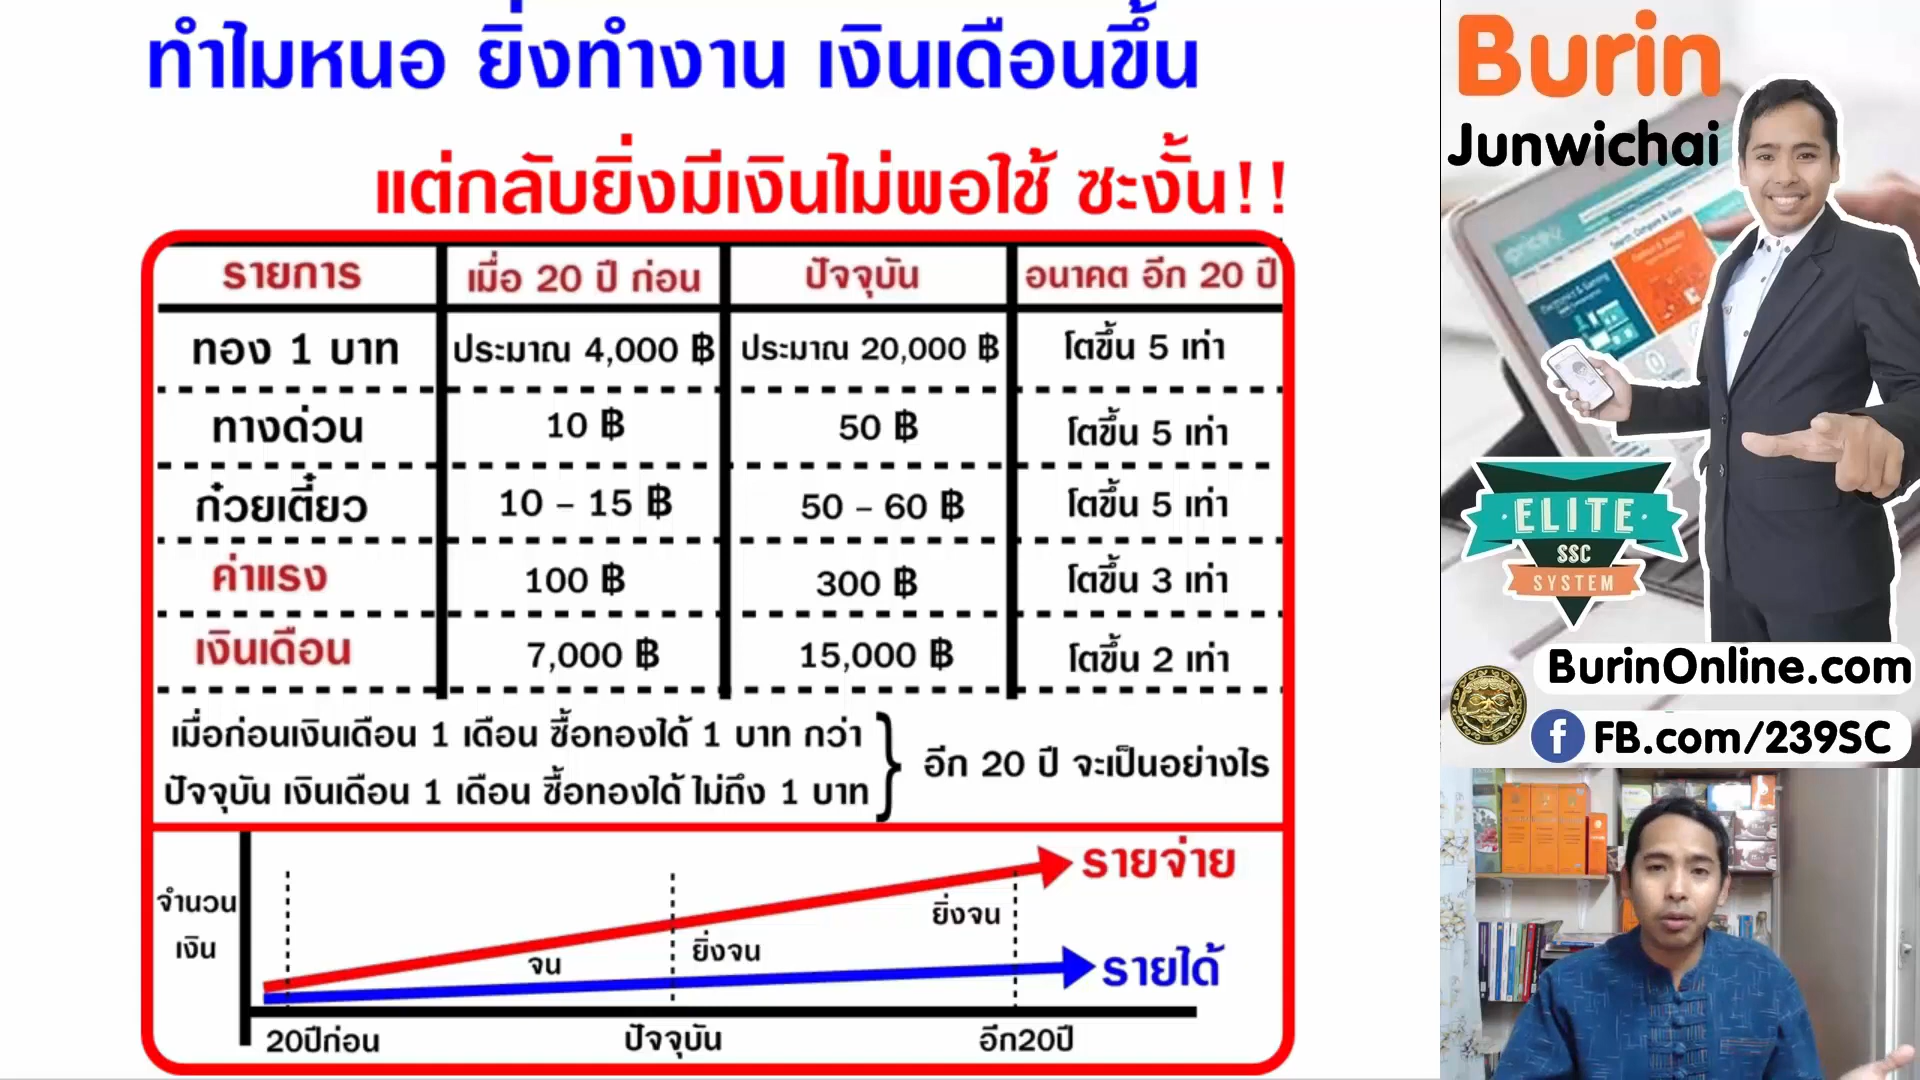 ทำไมหนอ ยิ่งทำงาน เงินเดือนขึ้น
แต่กลับยิ่งมีเงินไม่พอใช้ ซะงั้น!!
รายการ เมื่อ 20 ปี ก่อน ปัจจุบัน อนาคต อีก 20 ปี
ทอง 1 บาท ประมาณ 4,000 ฿ ประมาณ 20,000 ฿ โตขึ้น 5 เท่า
ทางด่วน 10 ฿ 50 ฿ โตขึ้น 5 เท่า
ก๋วยเตี๋ยว 10 – 15 ฿ 50 – 60 ฿ โตขึ้น 5 เท่า
ค่าแรง 100 ฿ 300 ฿ โตขึ้น 3 เท่า
เงินเดือน 7,000 ฿ 15,000 ฿ โตขึ้น 2 เท่า
เมื่อก่อนเงินเดือน 1 เดือน ซื้อทองได้ 1 บาท กว่า
ปัจจุบัน เงินเดือน 1 เดือน ซื้อทองได้ ไม่ถึง 1 บาท
อีก 20 ปี จะเป็นอย่างไร
จำนวน
เงิน
รายจ่าย
ยิ่งจน
ยิ่งจน
จน
รายได้
20ปีก่อน ปัจจุบัน อีก20ปี
Burin
Junwichai
ELITE
SSC
SYSTEM
BurinOnline.com
f FB.com/239SC